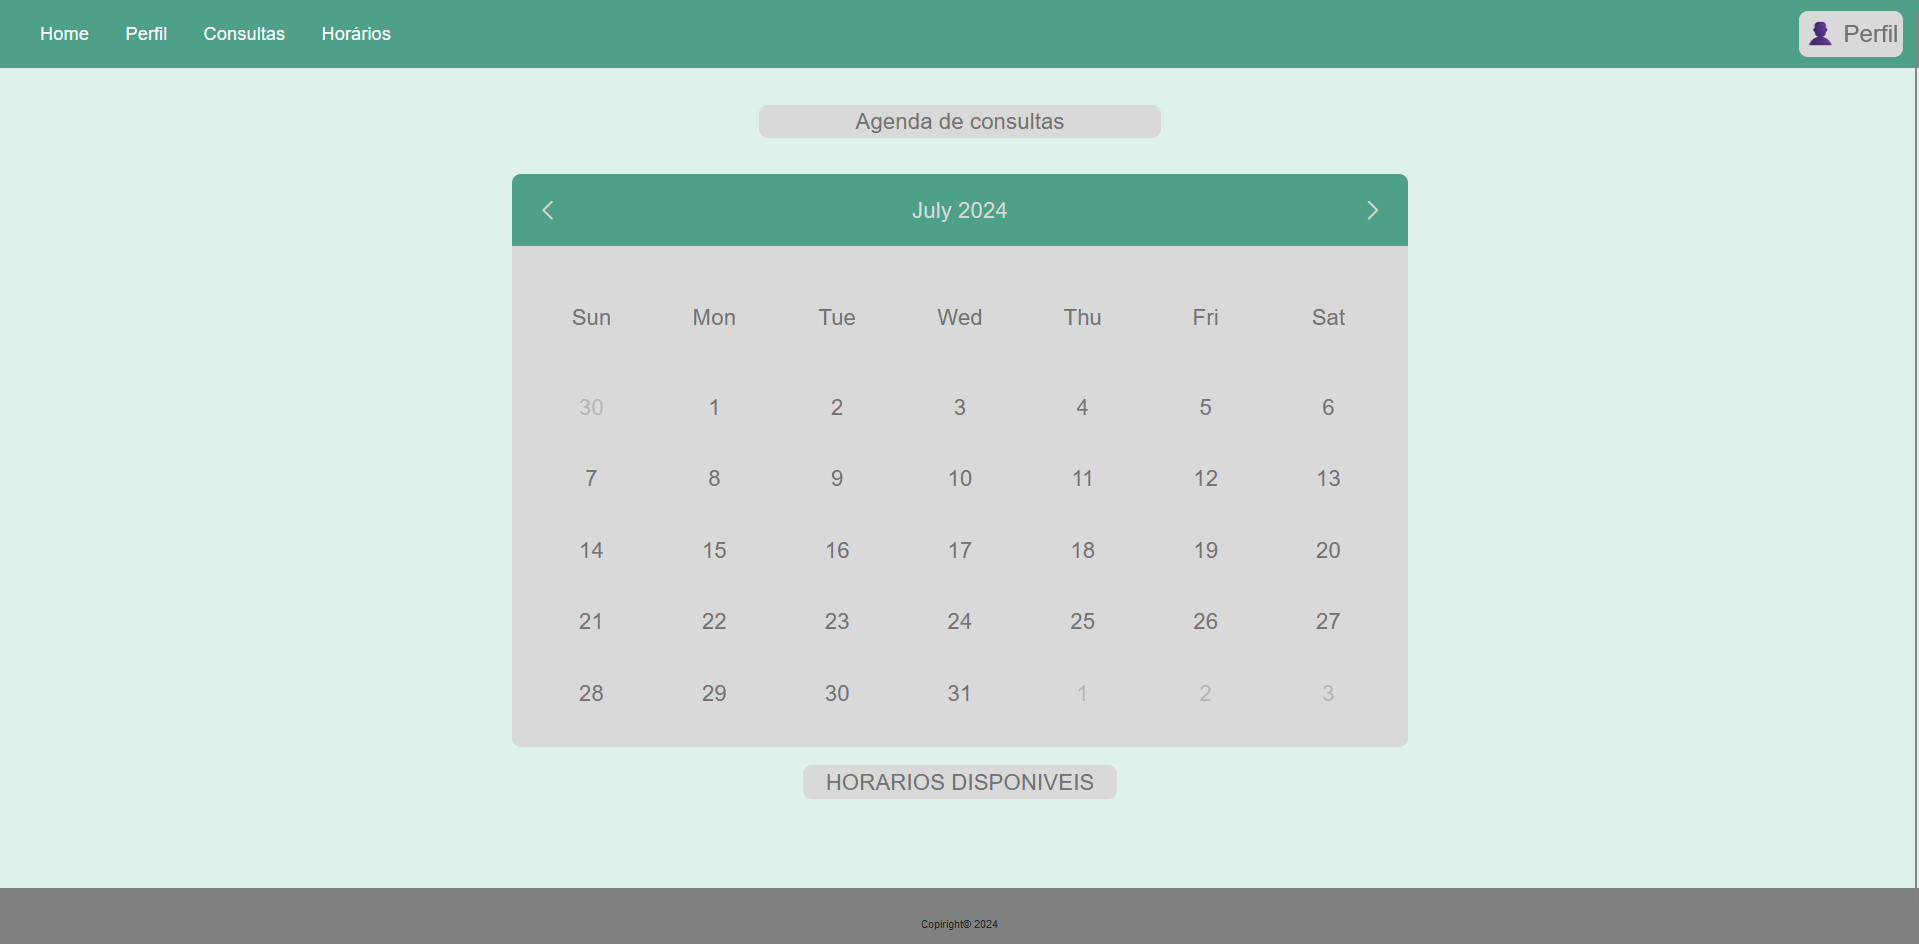 Home Perfil Consultas Horários Perfil
Agenda de consultas
July 2024
Sun Mon Tue Wed Thu Fri Sat
30 1 2 3 4 5 6
7 8 9 10 11 12 13
14 15 16 17 18 19 20
21 22 23 24 25 26 27
28 29 30 31 1 2 3
HORARIOS DISPONIVEIS
Copiright© 2024